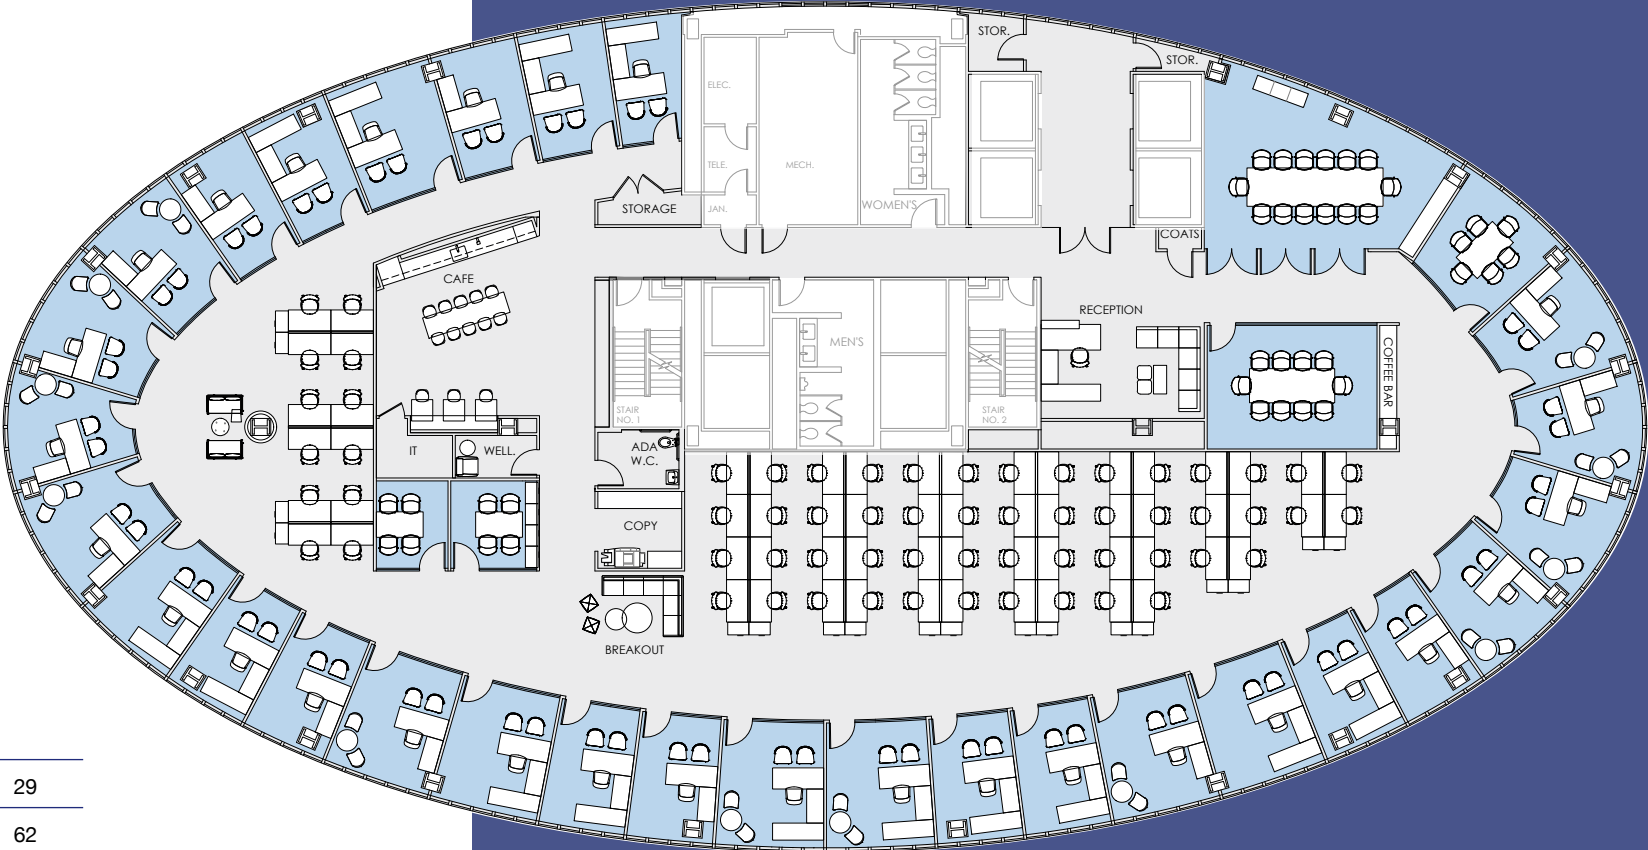 STOR.
STOR.
ELEC.
TELE.
MECH.
JAN.
WOMEN'S
STORAGE
COATS
CAFE
RECEPTION
MEN'S
COFFEE BAR
STAIR
NO. 1
STAIR
NO. 2
IT
WELL.
ADA
W.C.
COPY
BREAKOUT
29
62